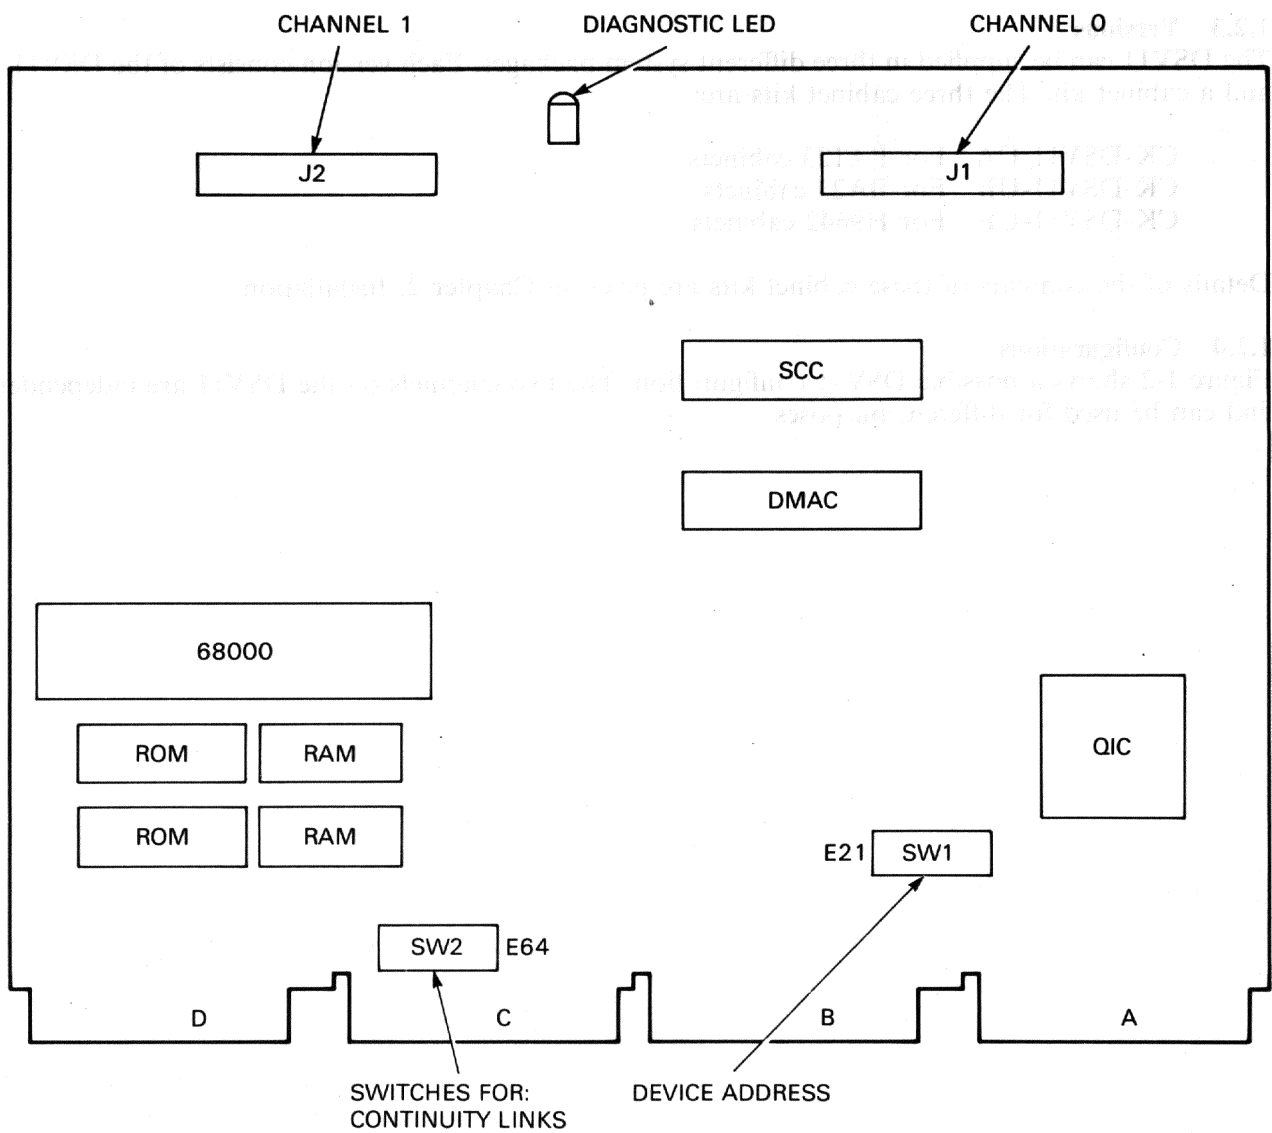 CHANNEL 1
DIAGNOSTIC LED
CHANNEL 0
J2
J1
SCC
DMAC
68000
QIC
ROM
RAM
ROM
RAM
E21
SW1
SW2
E64
D
C
B
A
SWITCHES FOR:
CONTINUITY LINKS
DEVICE ADDRESS